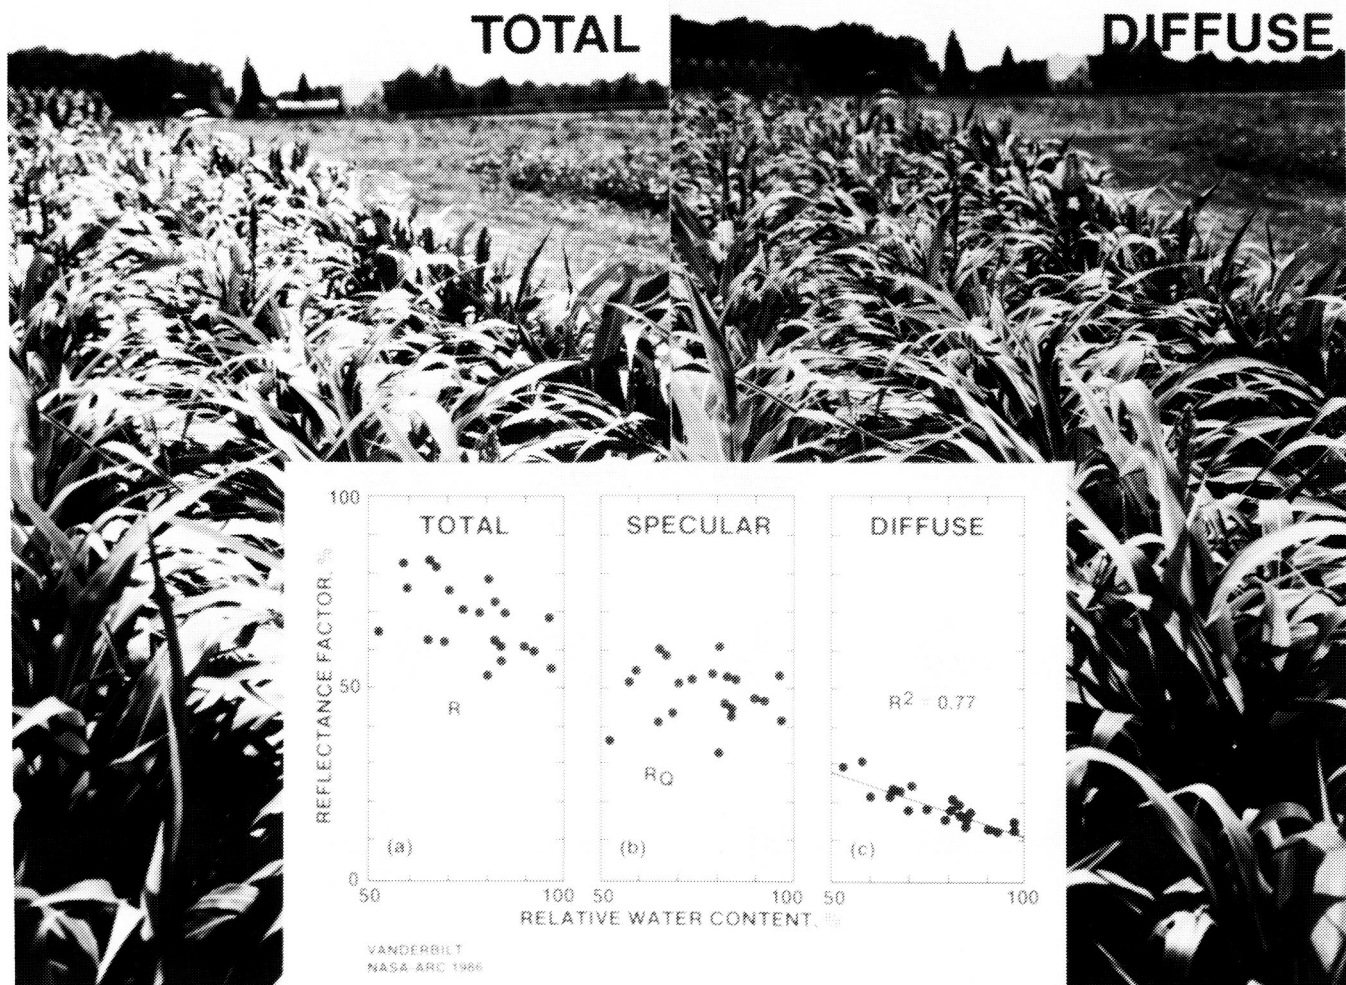 TOTAL
DIFFUSE
100
50
0
REFLECTANCE FACTOR, %
TOTAL
R
(a)
50
100
SPECULAR
RQ
(b)
50
100
DIFFUSE
R2 = 0.77
(c)
50
100
RELATIVE WATER CONTENT, %
VANDERBILT
NASA-ARC 1986